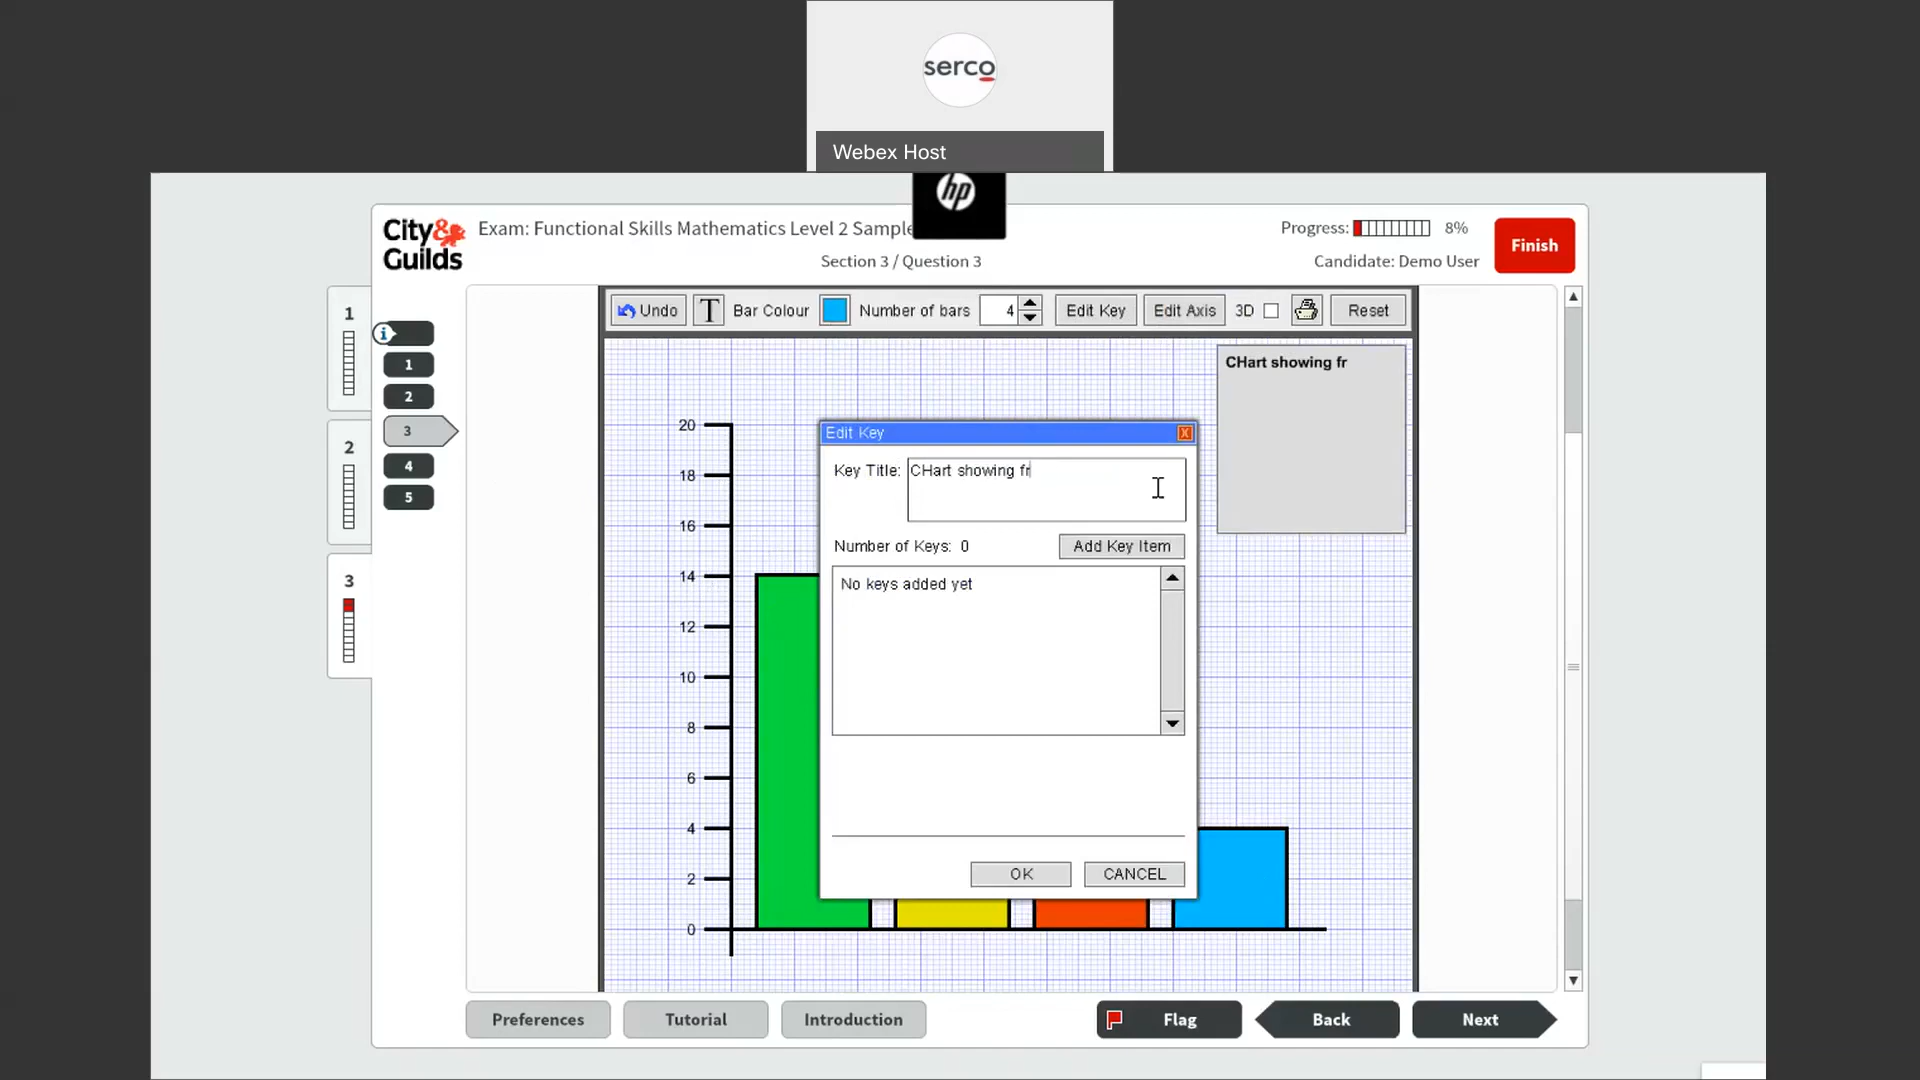 serco
Webex Host
hp
City&
Guilds
Exam: Functional Skills Mathematics Level 2 Sample
Section 3 / Question 3
Progress: 8%
Candidate: Demo User
Finish
1
2
3
i
1
2
3
4
5
Undo T Bar Colour Number of bars 4 Edit Key Edit Axis 3D Reset
CHart showing fr
20
18
16
14
12
10
8
6
4
2
0
Edit Key X
Key Title: CHart showing fr
Number of Keys: 0 Add Key Item
No keys added yet
OK CANCEL
Preferences Tutorial Introduction Flag Back Next